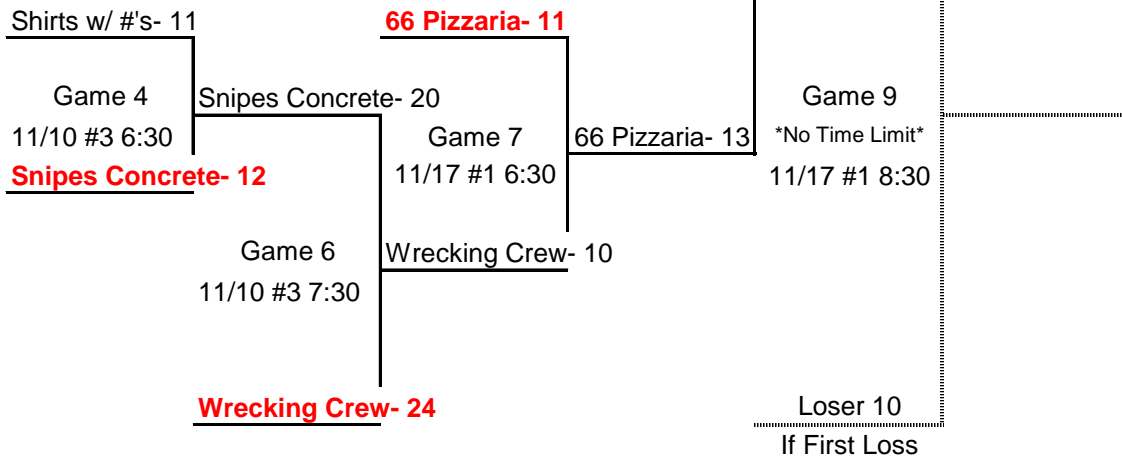 Shirts w/ #'s- 11
66 Pizzaria- 11
Game 4
Snipes Concrete- 20
Game 9
11/10 #3 6:30
Game 7
66 Pizzaria- 13
*No Time Limit*
Snipes Concrete- 12
11/17 #1 6:30
11/17 #1 8:30
Game 6
Wrecking Crew- 10
11/10 #3 7:30
Wrecking Crew- 24
Loser 10
If First Loss